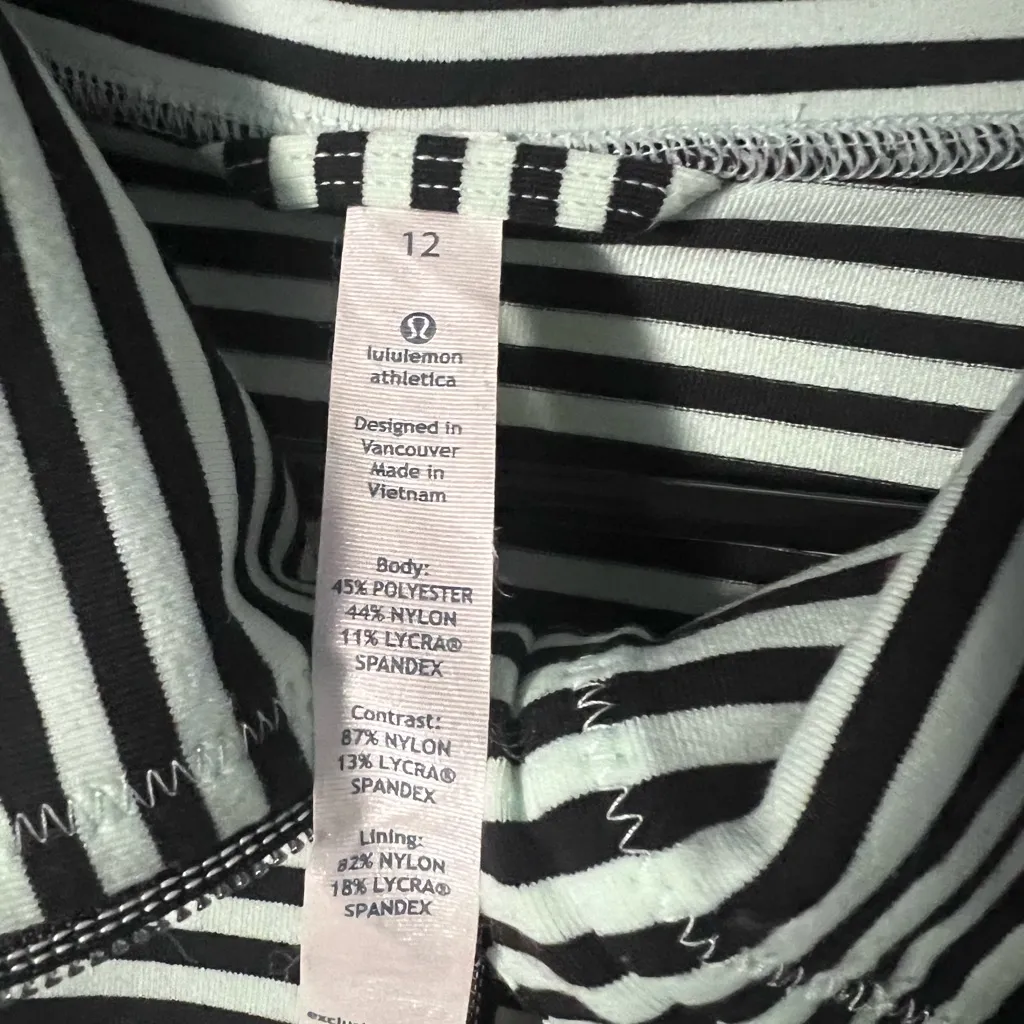 12
lululemon
athletica
Designed in
Vancouver
Made in
Vietnam
Body:
45% POLYESTER
44% NYLON
11% LYCRA®
SPANDEX
Contrast:
87% NYLON
13% LYCRA®
SPANDEX
Lining:
82% NYLON
18% LYCRA®
SPANDEX